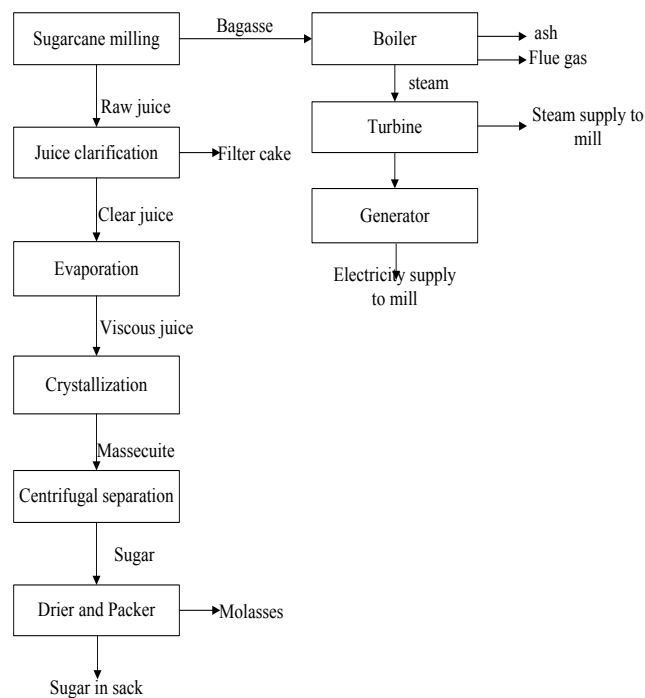 Sugarcane milling
Bagasse
Boiler
ash
Flue gas
steam
Raw juice
Turbine
Steam supply to
mill
Juice clarification
Filter cake
Clear juice
Generator
Evaporation
Electricity supply
to mill
Viscous juice
Crystallization
Massecuite
Centrifugal separation
Sugar
Drier and Packer
Molasses
Sugar in sack